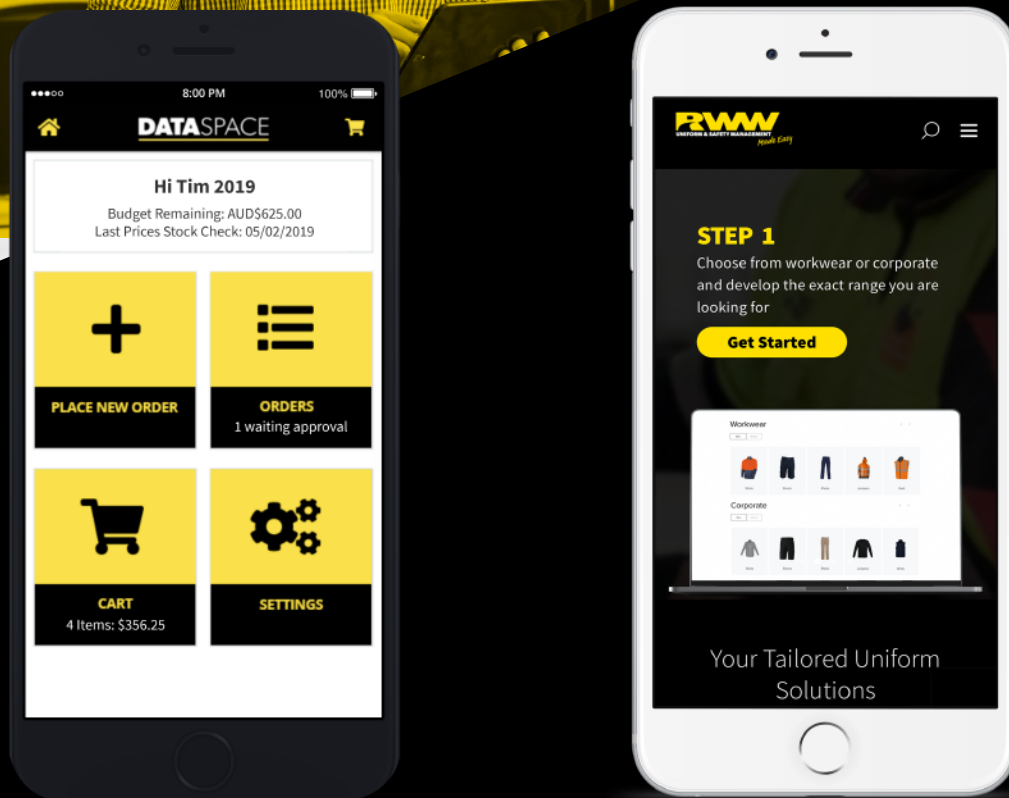 8:00 PM
100%
DATASPACE
Hi Tim 2019
Budget Remaining: AUD$625.00
Last Prices Stock Check: 05/02/2019
PLACE NEW ORDER
ORDERS
1 waiting approval
CART
4 Items: $356.25
SETTINGS
RWW
UNIFORM & SAFETY MANAGEMENT
Made Easy
STEP 1
Choose from workwear or corporate
and develop the exact range you are
looking for
Get Started
Workwear
Corporate
Your Tailored Uniform
Solutions